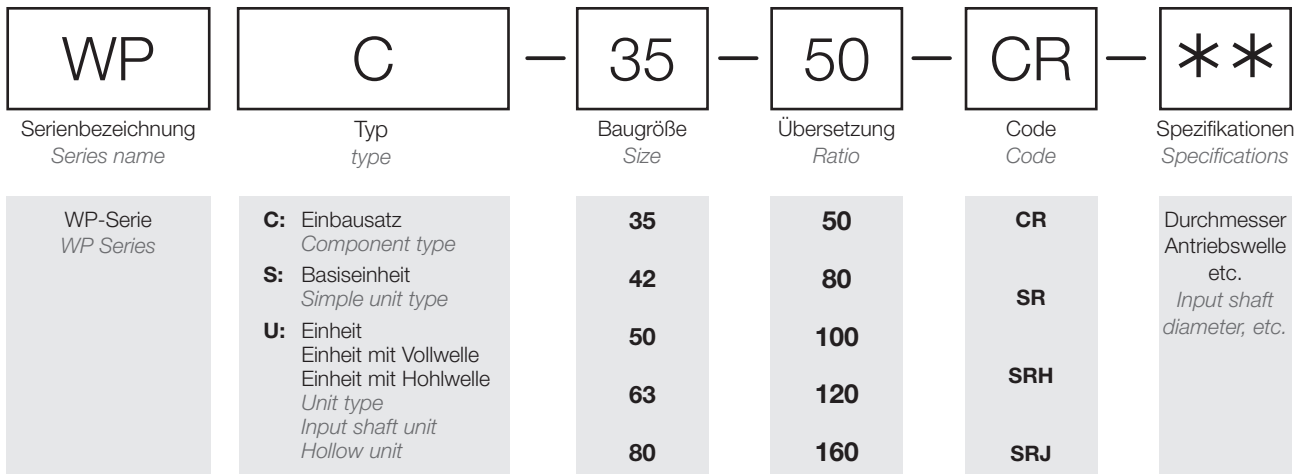 WP C — 35 — 50 — CR — **
Serienbezeichnung
Series name
Typ
type
Baugröße
Size
Übersetzung
Ratio
Code
Code
Spezifikationen
Specifications
WP-Serie
WP Series
C: Einbausatz
Component type
S: Basiseinheit
Simple unit type
U: Einheit
Einheit mit Vollwelle
Einheit mit Hohlwelle
Unit type
Input shaft unit
Hollow unit
35
42
50
63
80
50
80
100
120
160
CR
SR
SRH
SRJ
Durchmesser
Antriebswelle
etc.
Input shaft
diameter, etc.